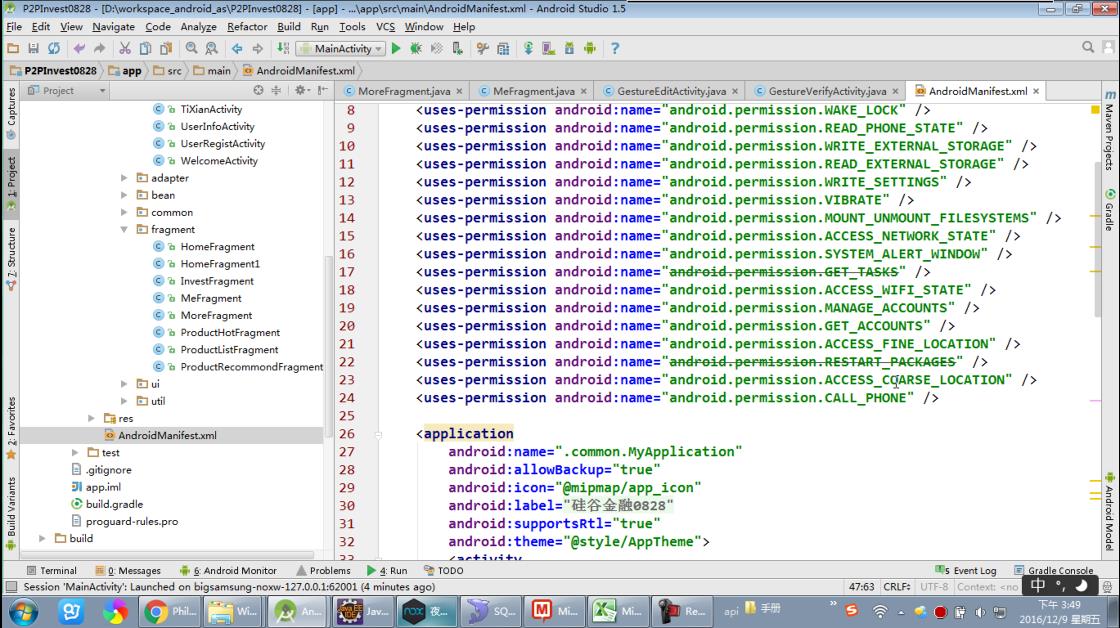 P2PInvest0828 - [D:\workspace_android_as\P2PInvest0828] - [app] - ...\app\src\main\AndroidManifest.xml - Android Studio 1.5
File Edit View Navigate Code Analyze Refactor Build Run Tools VCS Window Help
MainActivity
P2PInvest0828 app src main AndroidManifest.xml
Project
MoreFragment.java MeFragment.java GestureEditActivity.java GestureVerifyActivity.java AndroidManifest.xml
Captures
1: Project
7: Structure
2: Favorites
Build Variants
TiXianActivity
UserInfoActivity
UserRegistActivity
WelcomeActivity
adapter
bean
common
fragment
HomeFragment
HomeFragment1
InvestFragment
MeFragment
MoreFragment
ProductHotFragment
ProductListFragment
ProductRecommondFragment
ui
util
res
AndroidManifest.xml
test
.gitignore
app.iml
build.gradle
proguard-rules.pro
build
8 <uses-permission android:name="android.permission.WAKE_LOCK" />
9 <uses-permission android:name="android.permission.READ_PHONE_STATE" />
10 <uses-permission android:name="android.permission.WRITE_EXTERNAL_STORAGE" />
11 <uses-permission android:name="android.permission.READ_EXTERNAL_STORAGE" />
12 <uses-permission android:name="android.permission.WRITE_SETTINGS" />
13 <uses-permission android:name="android.permission.VIBRATE" />
14 <uses-permission android:name="android.permission.MOUNT_UNMOUNT_FILESYSTEMS" />
15 <uses-permission android:name="android.permission.ACCESS_NETWORK_STATE" />
16 <uses-permission android:name="android.permission.SYSTEM_ALERT_WINDOW" />
17 <uses-permission android:name="android.permission.GET_TASKS" />
18 <uses-permission android:name="android.permission.ACCESS_WIFI_STATE" />
19 <uses-permission android:name="android.permission.MANAGE_ACCOUNTS" />
20 <uses-permission android:name="android.permission.GET_ACCOUNTS" />
21 <uses-permission android:name="android.permission.ACCESS_FINE_LOCATION" />
22 <uses-permission android:name="android.permission.RESTART_PACKAGES" />
23 <uses-permission android:name="android.permission.ACCESS_COARSE_LOCATION" />
24 <uses-permission android:name="android.permission.CALL_PHONE" />
25
26 <application
27 android:name=".common.MyApplication"
28 android:allowBackup="true"
29 android:icon="@mipmap/app_icon"
30 android:label="硅谷金融0828"
31 android:supportsRtl="true"
32 android:theme="@style/AppTheme">
33 <activity
Maven Projects
Gradle
Android Model
Terminal 0: Messages 6: Android Monitor Problems 4: Run TODO 5 Event Log Gradle Console
Session 'MainActivity': Launched on bigsamsung-noxw-127.0.0.1:62001 (4 minutes ago) 47:63 CRLF÷ UTF-8 Context: <no 中
Phil... Wi... An... Jav... nox 夜... SQ... Mi... Mi... Re... api 手册 下午 3:49
2016/12/9 星期五